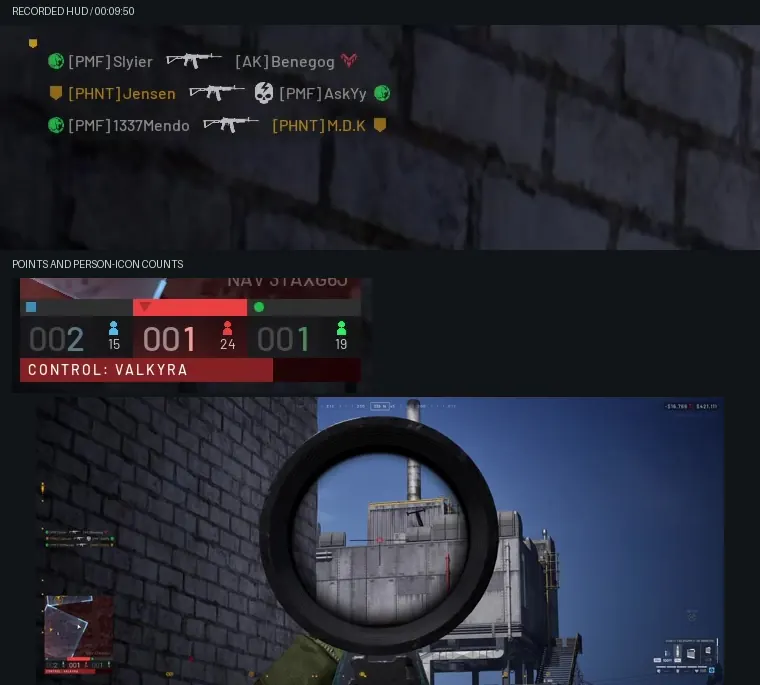 RECORDED HUD / 00:09:50
[PMF] Slyier [AK] Benegog
[PHNT] Jensen [PMF] AskYy
[PMF] 1337Mendo [PHNT] M.D.K
POINTS AND PERSON-ICON COUNTS
002 15 001 24 001 19
CONTROL: VALKYRA